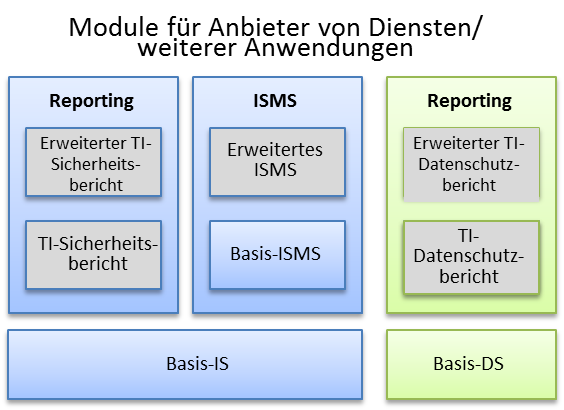 Module für Anbieter von Diensten/
weiterer Anwendungen
Reporting
Erweiterter TI-
Sicherheits-
bericht
TI-Sicherheits-
bericht
ISMS
Erweitertes
ISMS
Basis-ISMS
Reporting
Erweiterter TI-
Datenschutz-
bericht
TI-
Datenschutz-
bericht
Basis-IS
Basis-DS